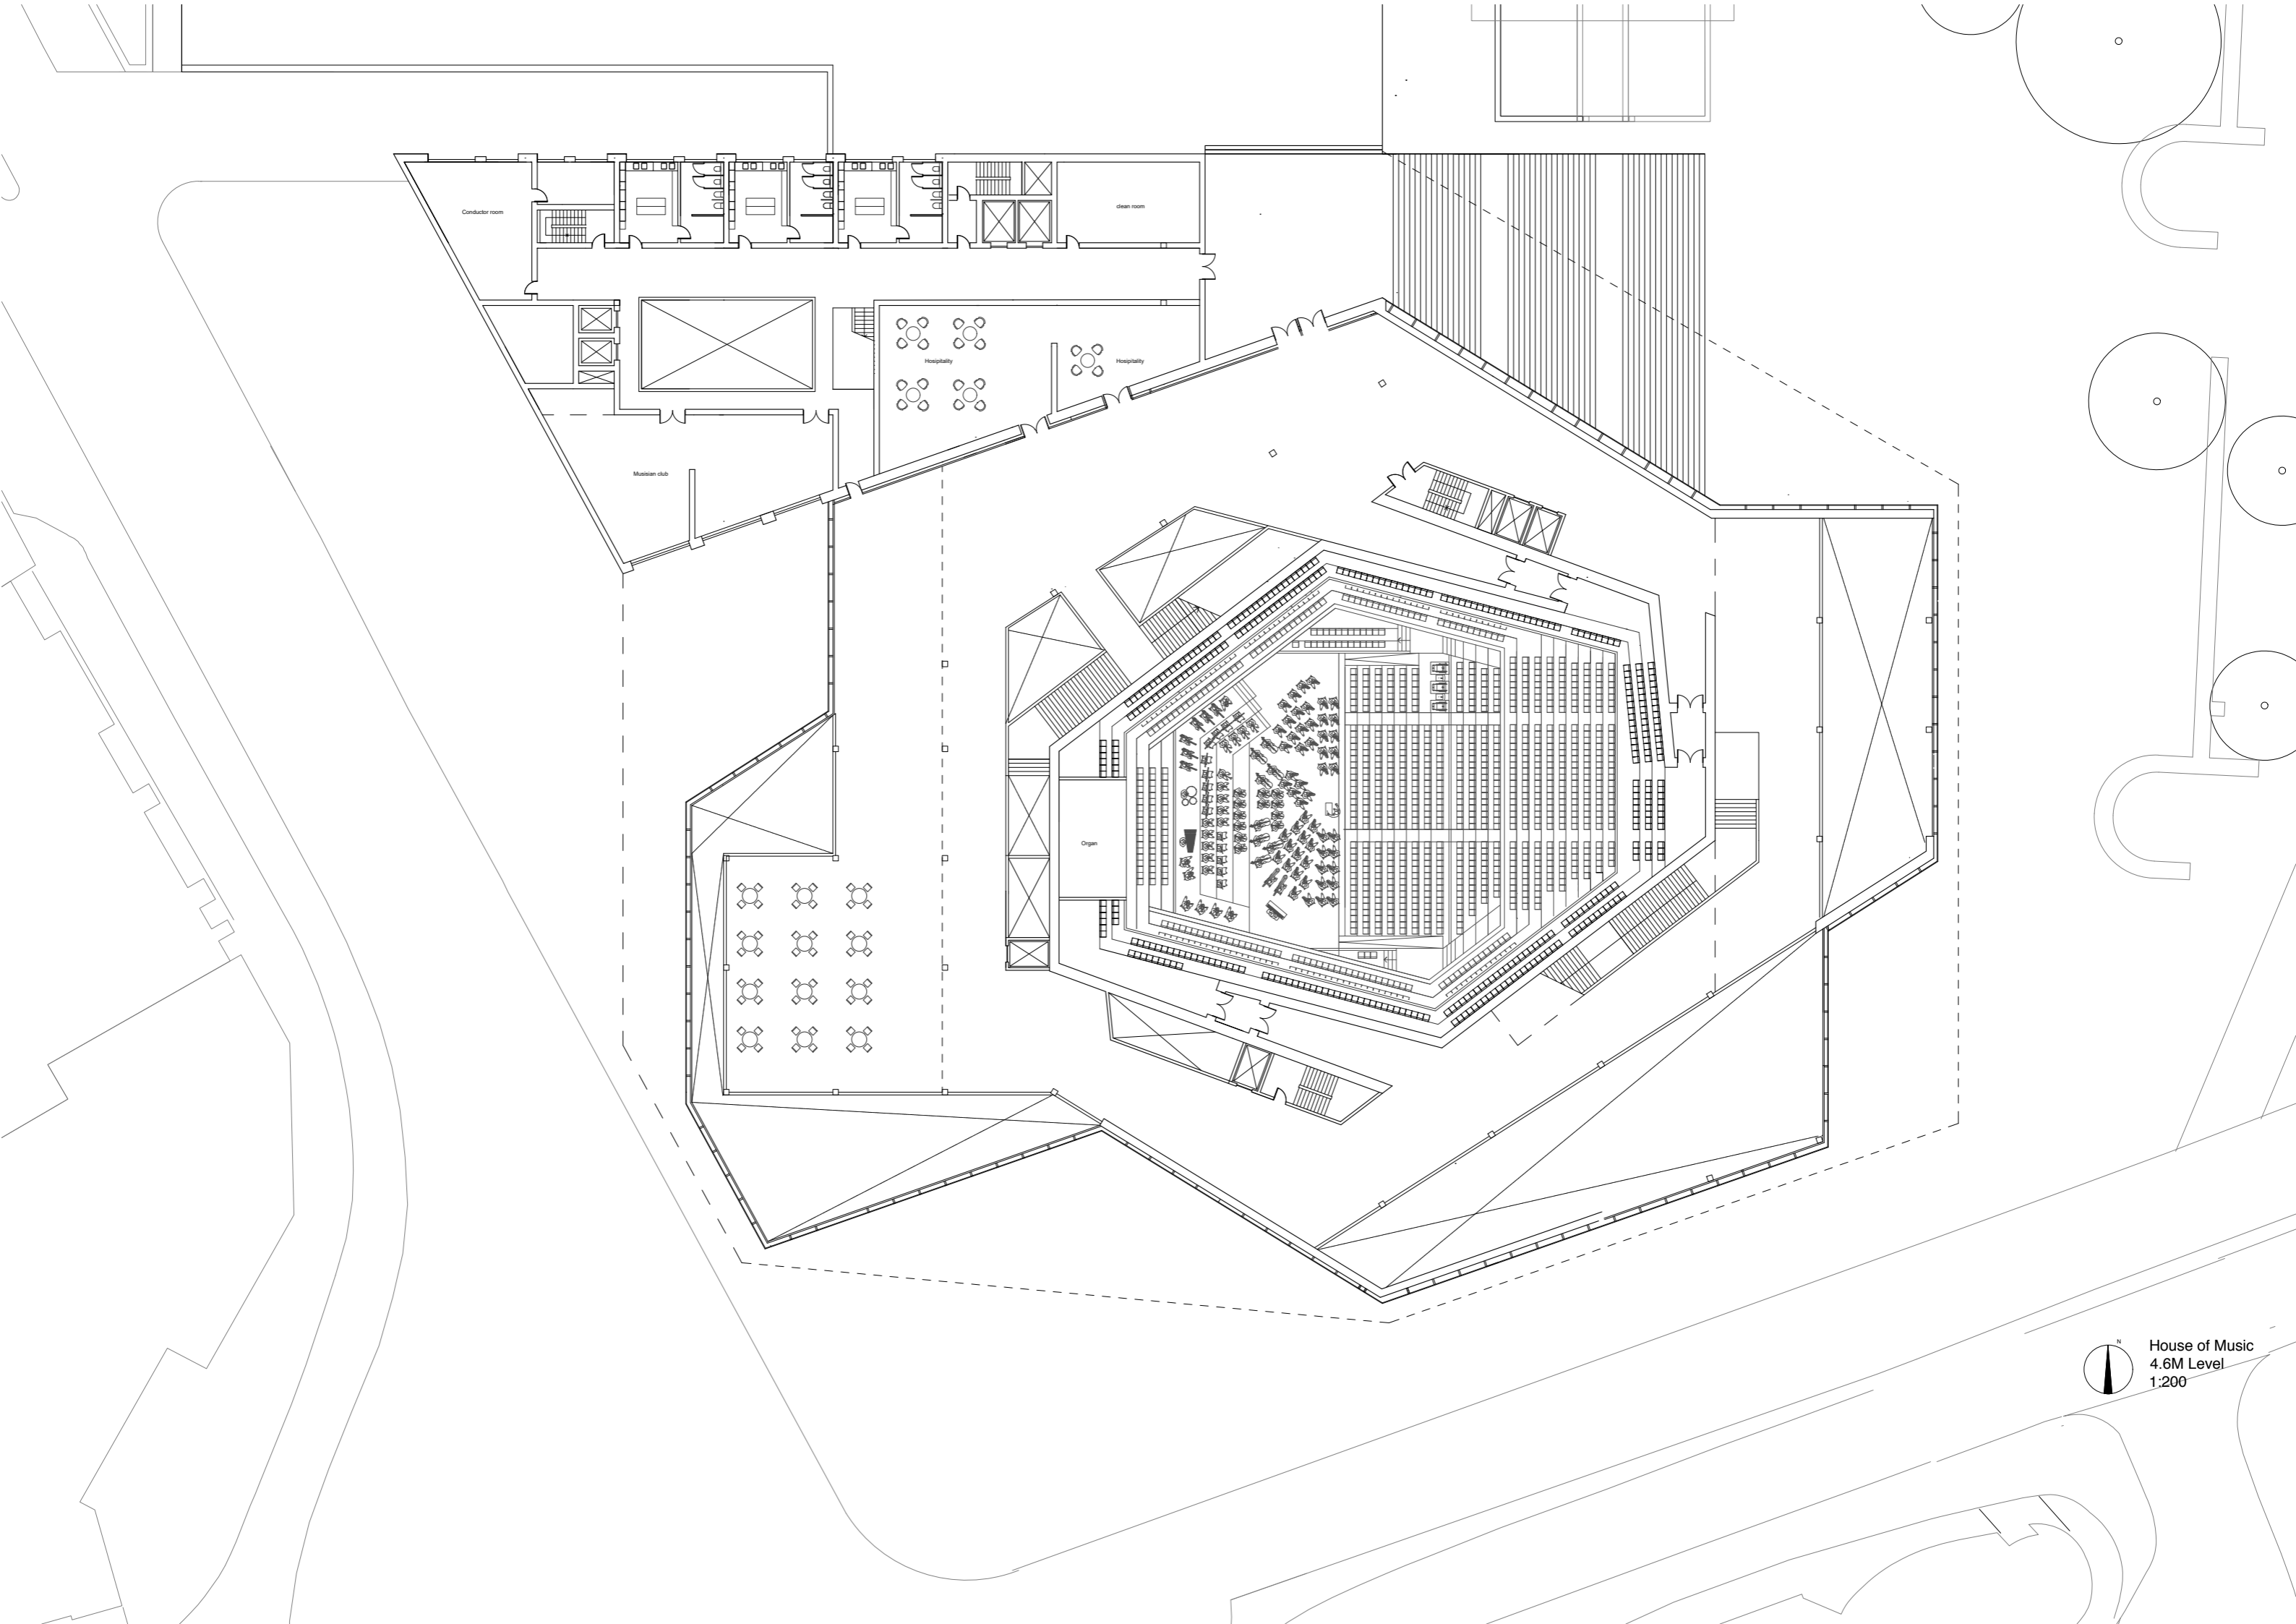 Conductor room
clean room
Hosipitality
Hosipitality
Musisian club
Organ
N
House of Music
4.6M Level
1:200